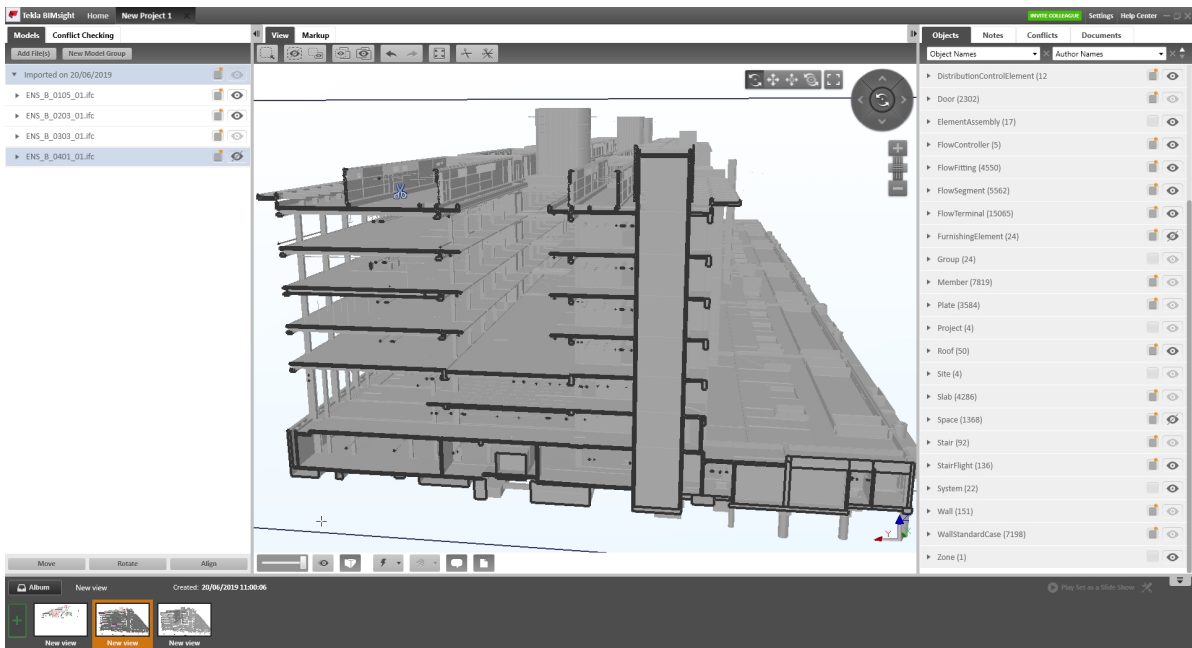 Tekla BIMsight Home New Project 1
INVITE COLLEAGUE Settings Help Center
Models Conflict Checking
Add File(s) New Model Group
Imported on 20/06/2019
ENS_B_0105_01.ifc
ENS_B_0203_01.ifc
ENS_B_0303_01.ifc
ENS_B_0401_01.ifc
Move Rotate Align
View Markup
Y
Objects Notes Conflicts Documents
Object Names Author Names
DistributionControlElement (12
Door (2302)
ElementAssembly (17)
FlowController (5)
FlowFitting (4550)
FlowSegment (5562)
FlowTerminal (15065)
FurnishingElement (24)
Group (24)
Member (7819)
Plate (3584)
Project (4)
Roof (50)
Site (4)
Slab (4286)
Space (1368)
Stair (92)
StairFlight (136)
System (22)
Wall (151)
WallStandardCase (7198)
Zone (1)
Album New view Created: 20/06/2019 11:00:06 Play Set as a Slide Show
New view New view New view